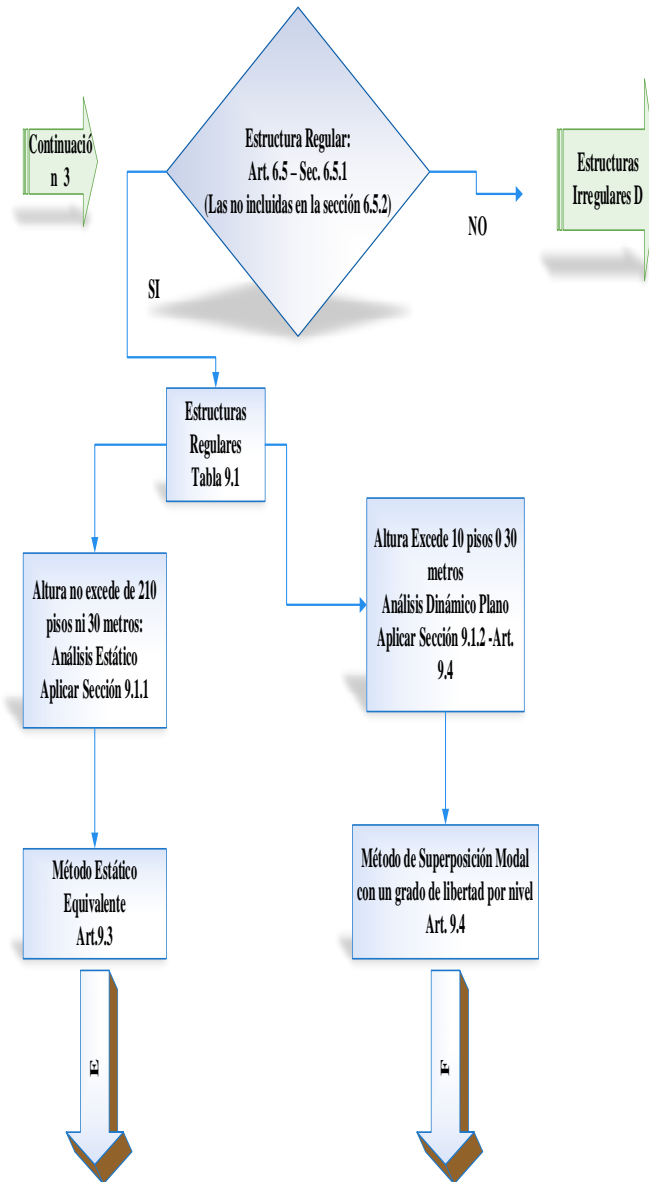 Continuació
n 3
Estructura Regular:
Art. 6.5 – Sec. 6.5.1
(Las no incluidas en la sección 6.5.2)
Estructuras
Irregulares D
NO
SI
Estructuras
Regulares
Tabla 9.1
Altura no excede de 210
pisos ni 30 metros:
Análisis Estático
Aplicar Sección 9.1.1
Altura Excede 10 pisos 0 30
metros
Análisis Dinámico Plano
Aplicar Sección 9.1.2 -Art.
9.4
Método Estático
Equivalente
Art.9.3
Método de Superposición Modal
con un grado de libertad por nivel
Art. 9.4
E
F